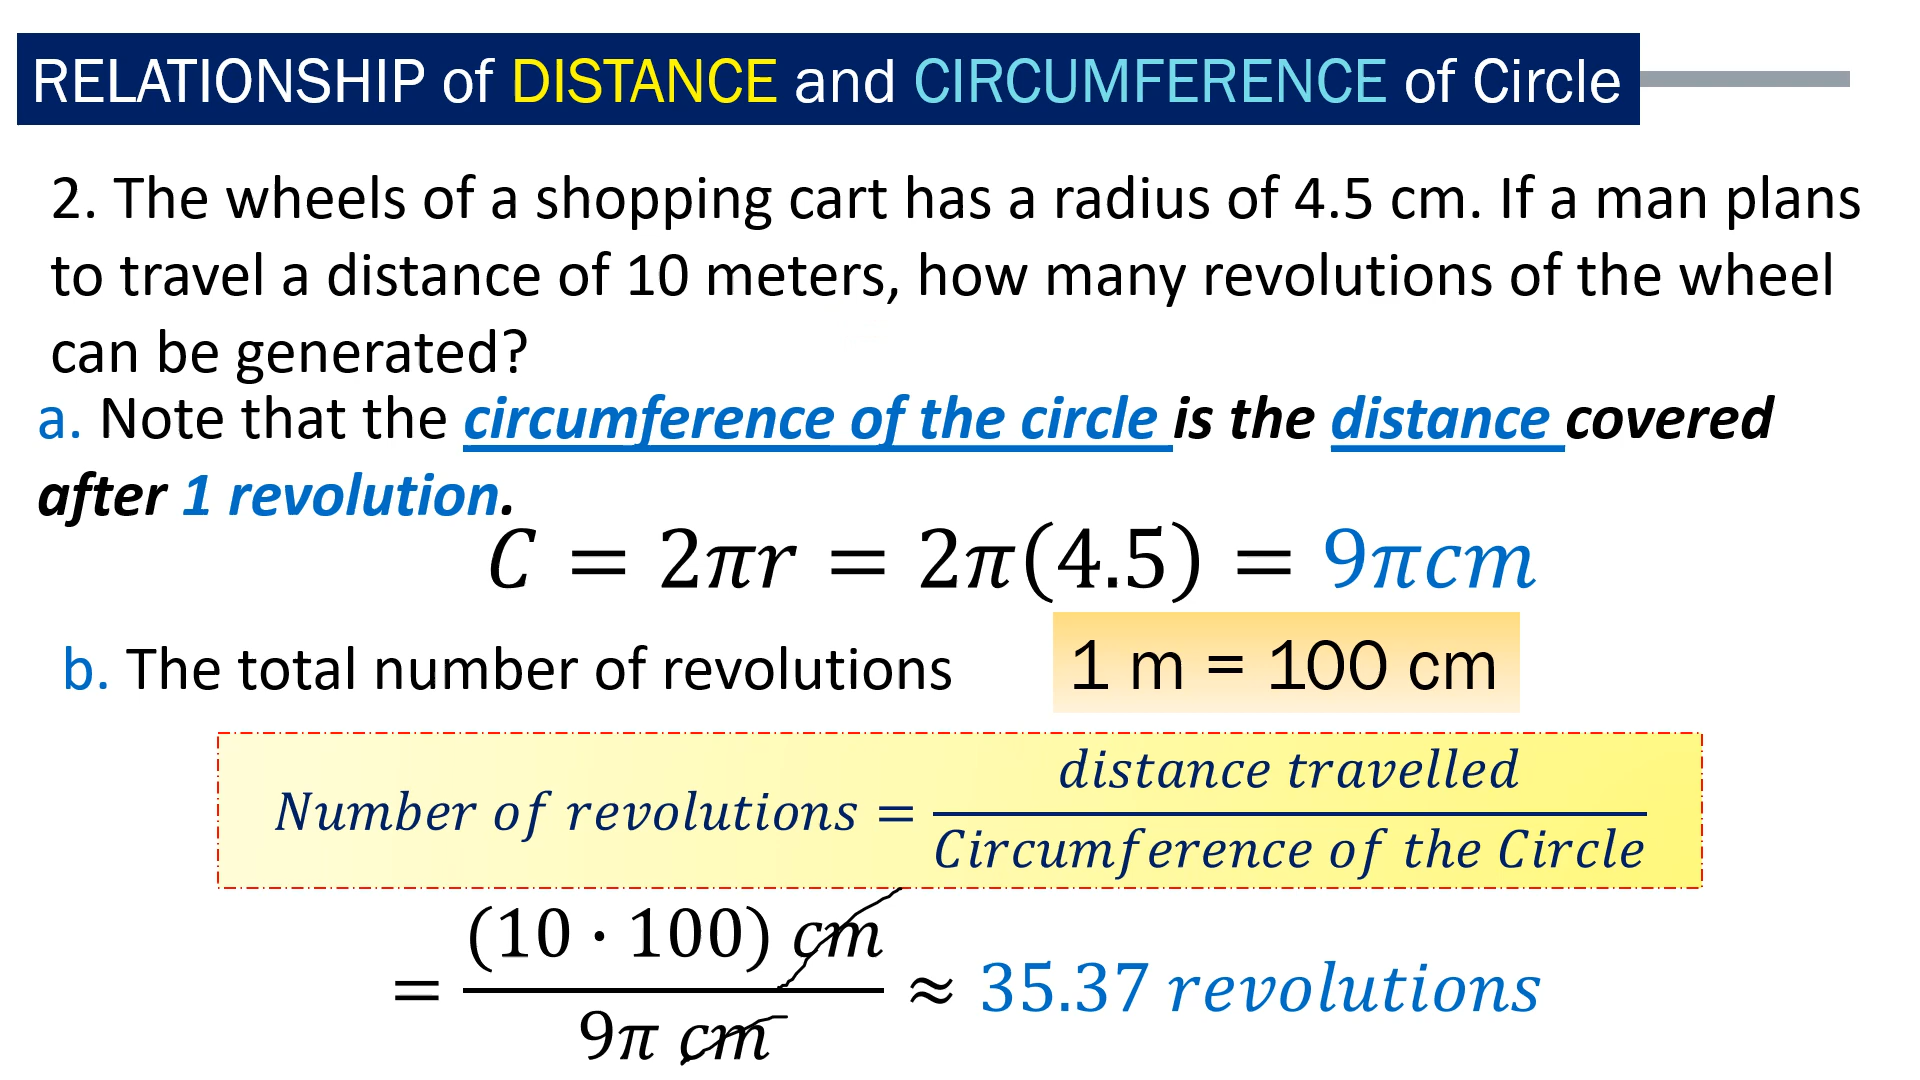 RELATIONSHIP of DISTANCE and CIRCUMFERENCE of Circle
2. The wheels of a shopping cart has a radius of 4.5 cm. If a man plans
to travel a distance of 10 meters, how many revolutions of the wheel
can be generated?
a. Note that the circumference of the circle is the distance covered
after 1 revolution.
C = 2πr = 2π(4.5) = 9πcm
b. The total number of revolutions
1 m = 100 cm
distance travelled
Number of revolutions =
Circumference of the Circle
(10 · 100) cm
= ≈ 35.37 revolutions
9π cm